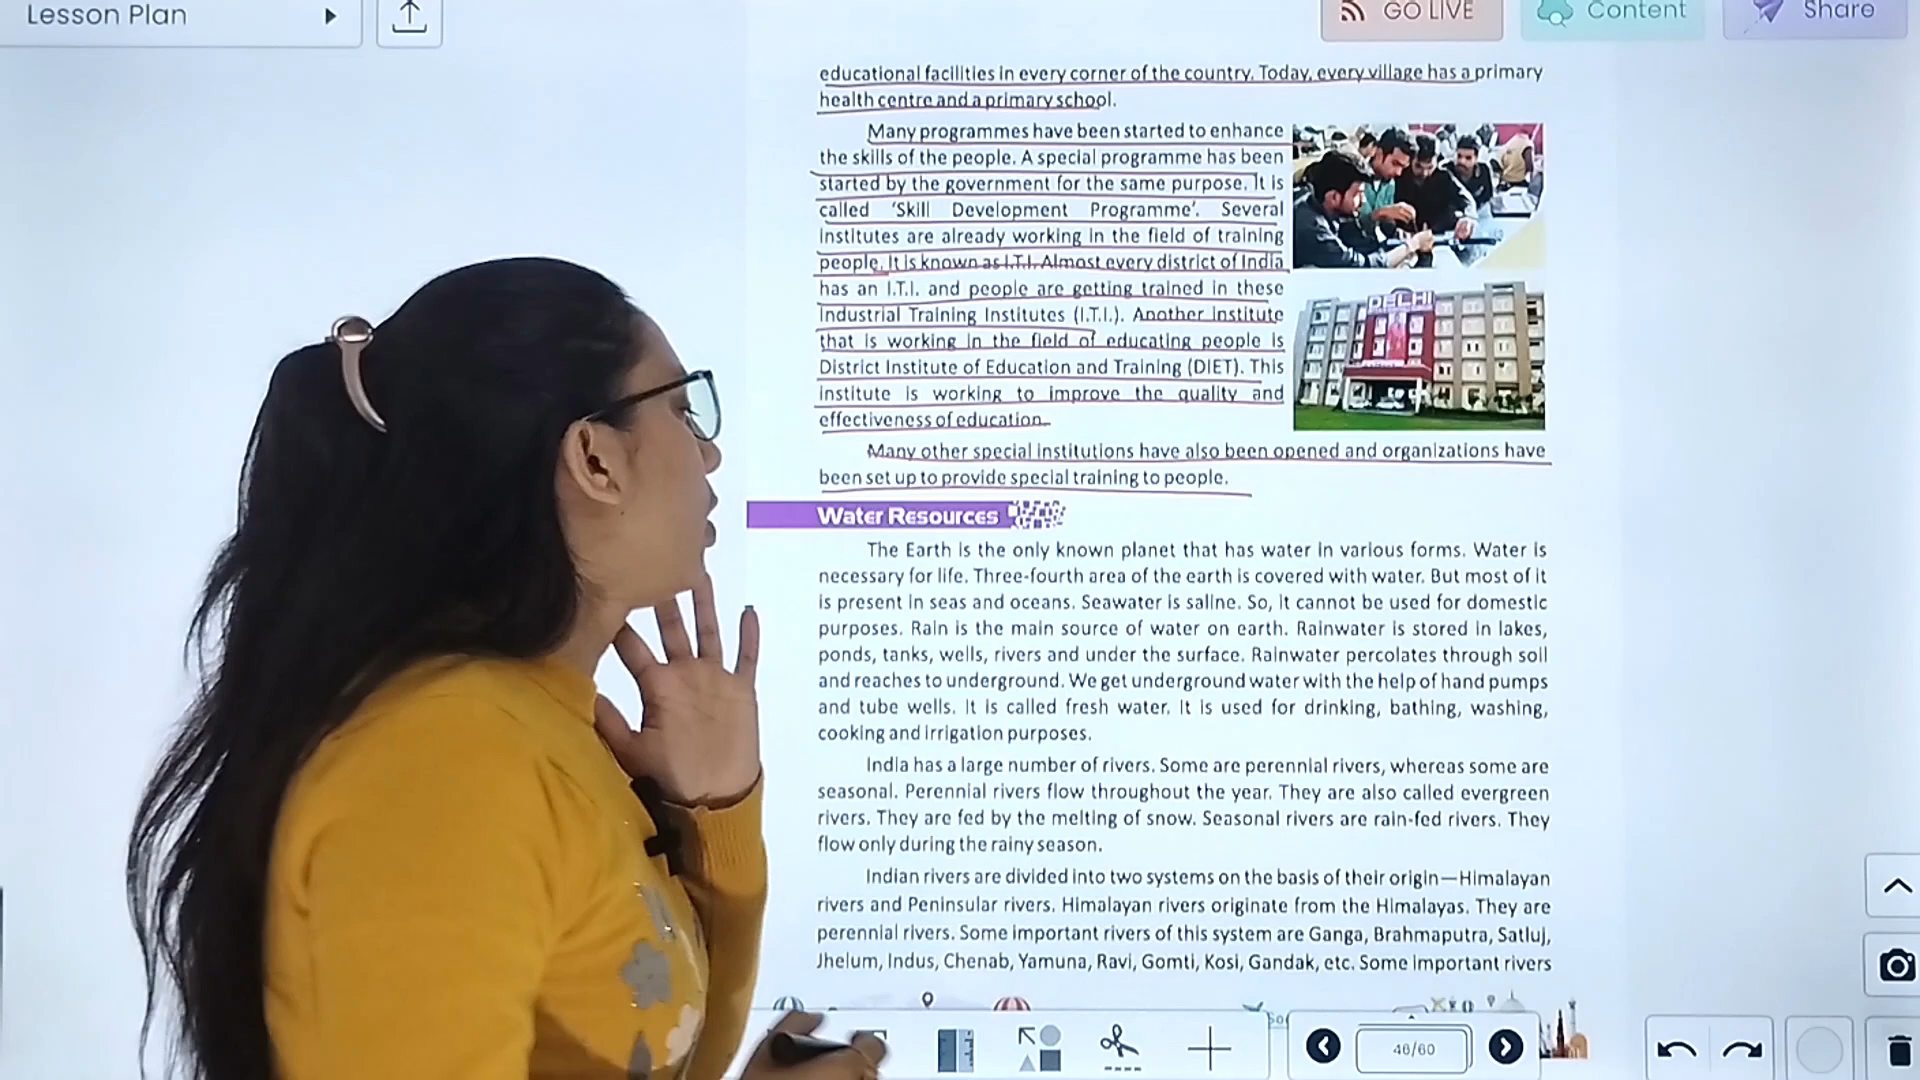 Lesson Plan
GO LIVE
Content
Share
educational facilities in every corner of the country. Today, every village has a primary
health centre and a primary school.
Many programmes have been started to enhance
the skills of the people. A special programme has been
started by the government for the same purpose. It is
called ‘Skill Development Programme’. Several
institutes are already working in the field of training
people. It is known as I.T.I. Almost every district of India
has an I.T.I. and people are getting trained in these
Industrial Training Institutes (I.T.I.). Another institute
that is working in the field of educating people is
District Institute of Education and Training (DIET). This
institute is working to improve the quality and
effectiveness of education.
DELHI
Many other special institutions have also been opened and organizations have
been set up to provide special training to people.
Water Resources
The Earth is the only known planet that has water in various forms. Water is
necessary for life. Three-fourth area of the earth is covered with water. But most of it
is present in seas and oceans. Seawater is saline. So, it cannot be used for domestic
purposes. Rain is the main source of water on earth. Rainwater is stored in lakes,
ponds, tanks, wells, rivers and under the surface. Rainwater percolates through soil
and reaches to underground. We get underground water with the help of hand pumps
and tube wells. It is called fresh water. It is used for drinking, bathing, washing,
cooking and irrigation purposes.
India has a large number of rivers. Some are perennial rivers, whereas some are
seasonal. Perennial rivers flow throughout the year. They are also called evergreen
rivers. They are fed by the melting of snow. Seasonal rivers are rain-fed rivers. They
flow only during the rainy season.
Indian rivers are divided into two systems on the basis of their origin—Himalayan
rivers and Peninsular rivers. Himalayan rivers originate from the Himalayas. They are
perennial rivers. Some important rivers of this system are Ganga, Brahmaputra, Satluj,
Jhelum, Indus, Chenab, Yamuna, Ravi, Gomti, Kosi, Gandak, etc. Some important rivers
46/60